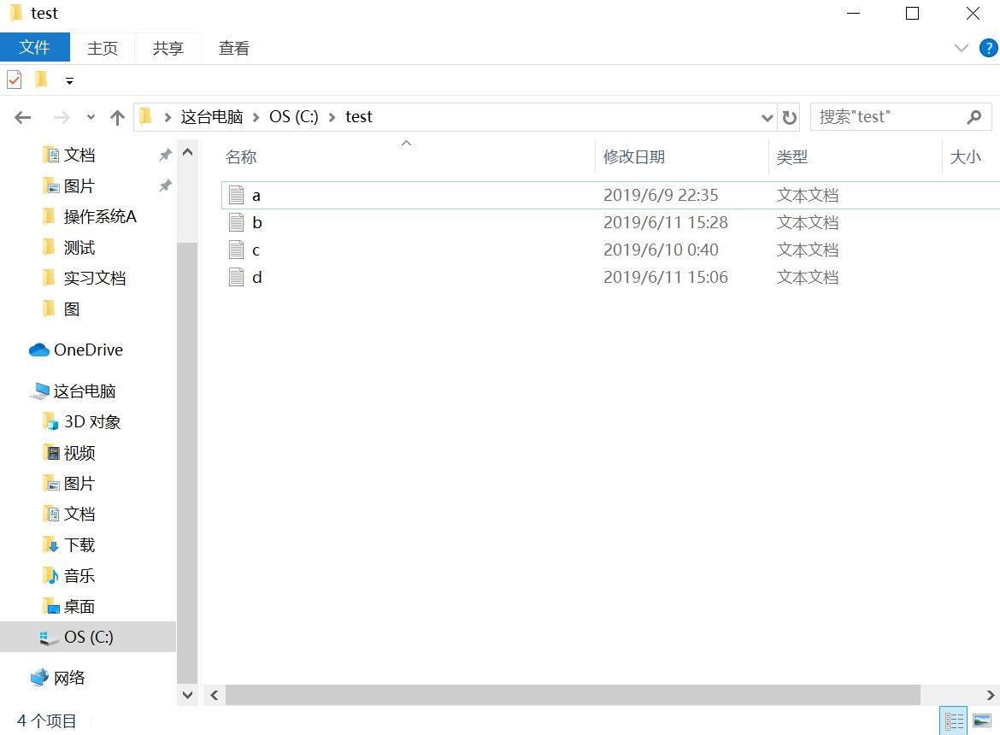 test
文件 主页 共享 查看
这台电脑 OS (C:) test 搜索"test"
名称 修改日期 类型 大小
a 2019/6/9 22:35 文本文档
b 2019/6/11 15:28 文本文档
c 2019/6/10 0:40 文本文档
d 2019/6/11 15:06 文本文档
文档
图片
操作系统A
测试
实习文档
图
OneDrive
这台电脑
3D 对象
视频
图片
文档
下载
音乐
桌面
OS (C:)
网络
4 个项目